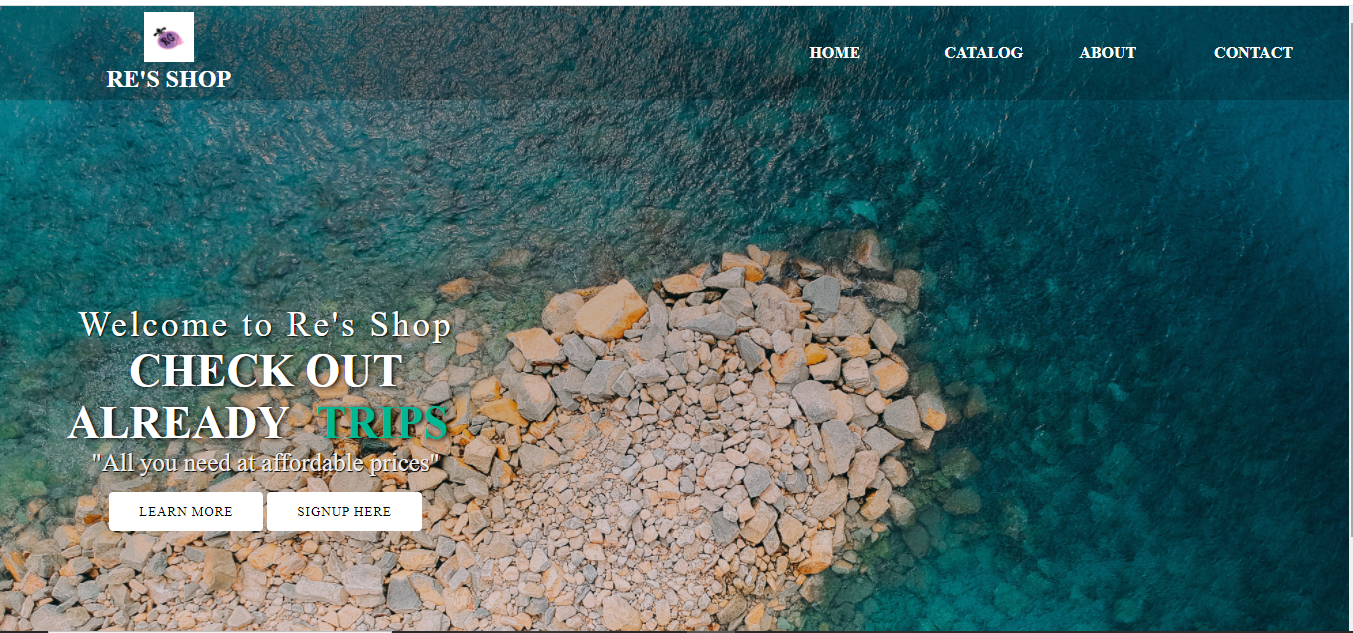 RE'S SHOP
HOME CATALOG ABOUT CONTACT
Welcome to Re's Shop
CHECK OUT
ALREADY TRIPS
"All you need at affordable prices"
LEARN MORE SIGNUP HERE